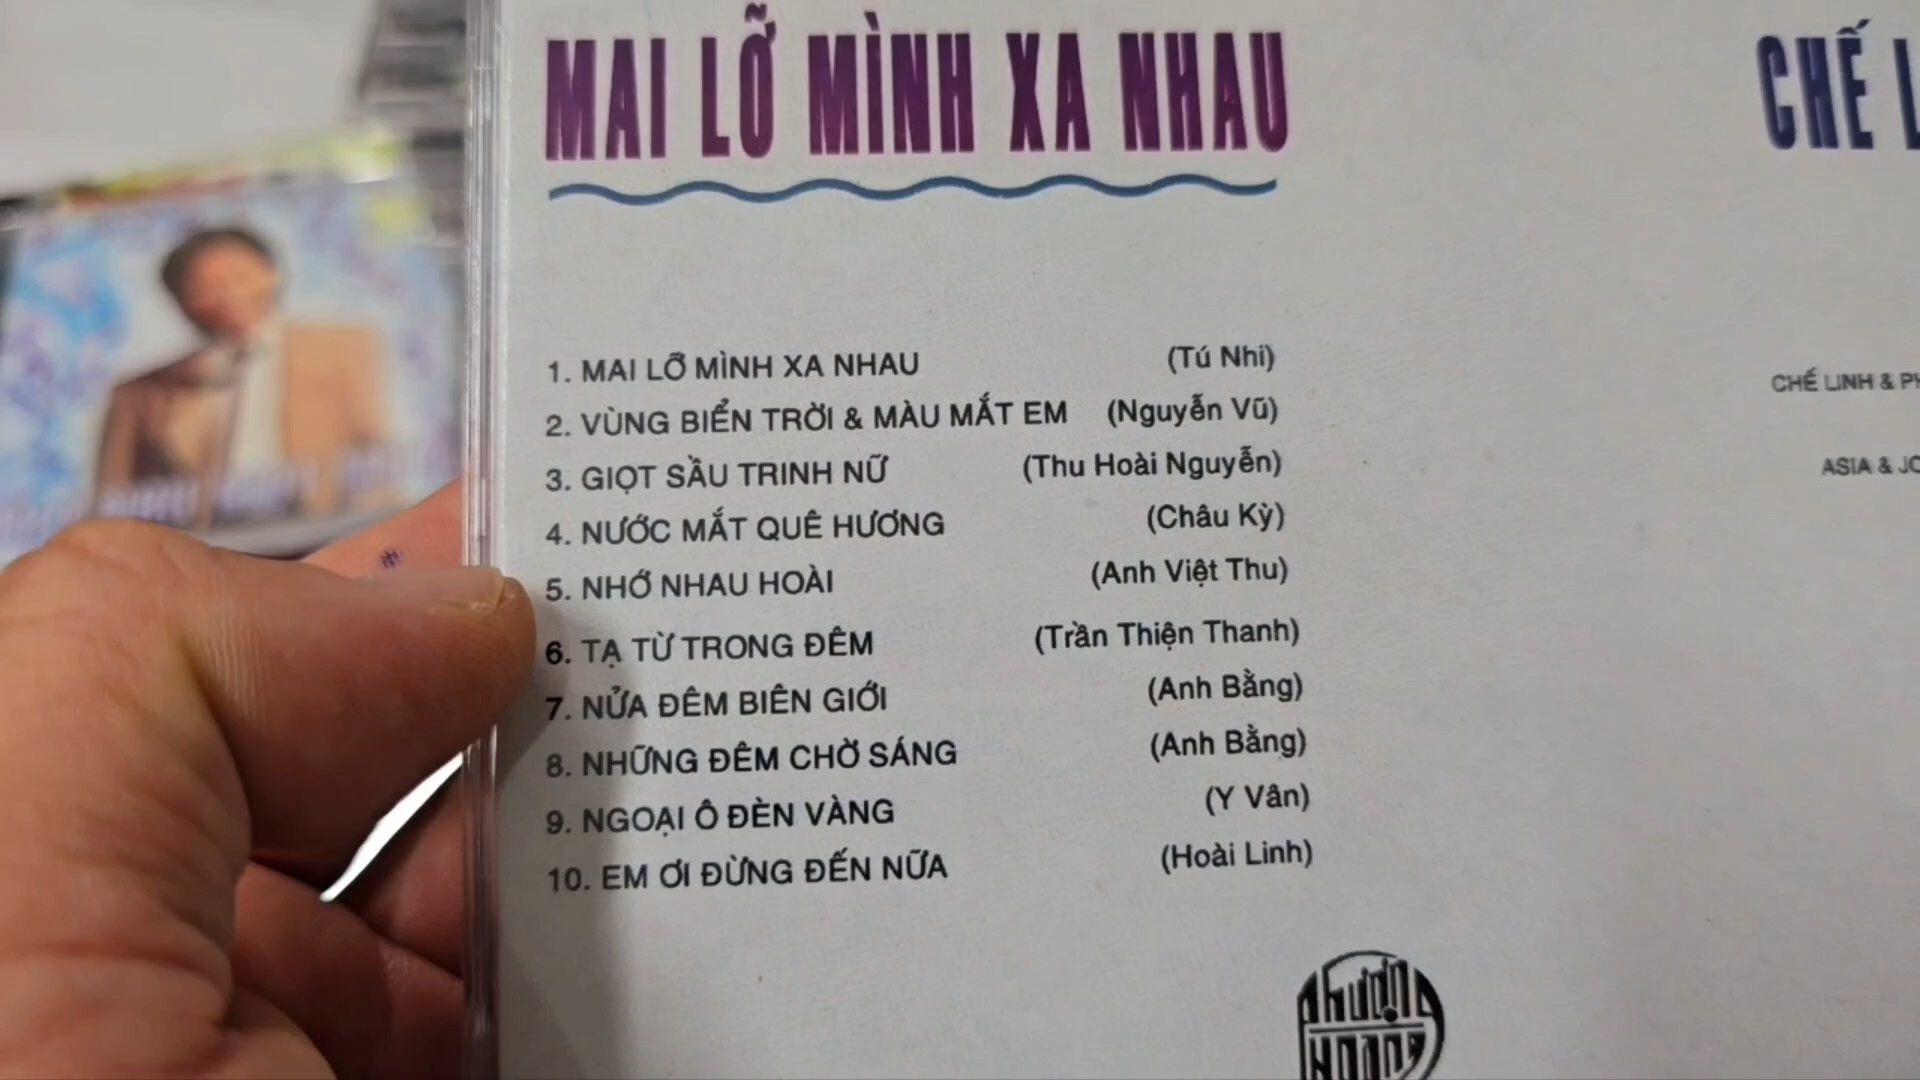 MAI LỠ MÌNH XA NHAU
CHẾ L
1. MAI LỠ MÌNH XA NHAU (Tú Nhi)
2. VÙNG BIỂN TRỜI & MÀU MẮT EM (Nguyễn Vũ)
3. GIỌT SẦU TRINH NỮ (Thu Hoài Nguyễn)
4. NƯỚC MẮT QUÊ HƯƠNG (Châu Kỳ)
5. NHỚ NHAU HOÀI (Anh Việt Thu)
6. TẠ TỪ TRONG ĐÊM (Trần Thiện Thanh)
7. NỬA ĐÊM BIÊN GIỚI (Anh Bằng)
8. NHỮNG ĐÊM CHỜ SÁNG (Anh Bằng)
9. NGOẠI Ô ĐÈN VÀNG (Y Vân)
10. EM ƠI ĐỪNG ĐẾN NỮA (Hoài Linh)
CHẾ LINH & PH
ASIA & JO
Phượng
Hoàng